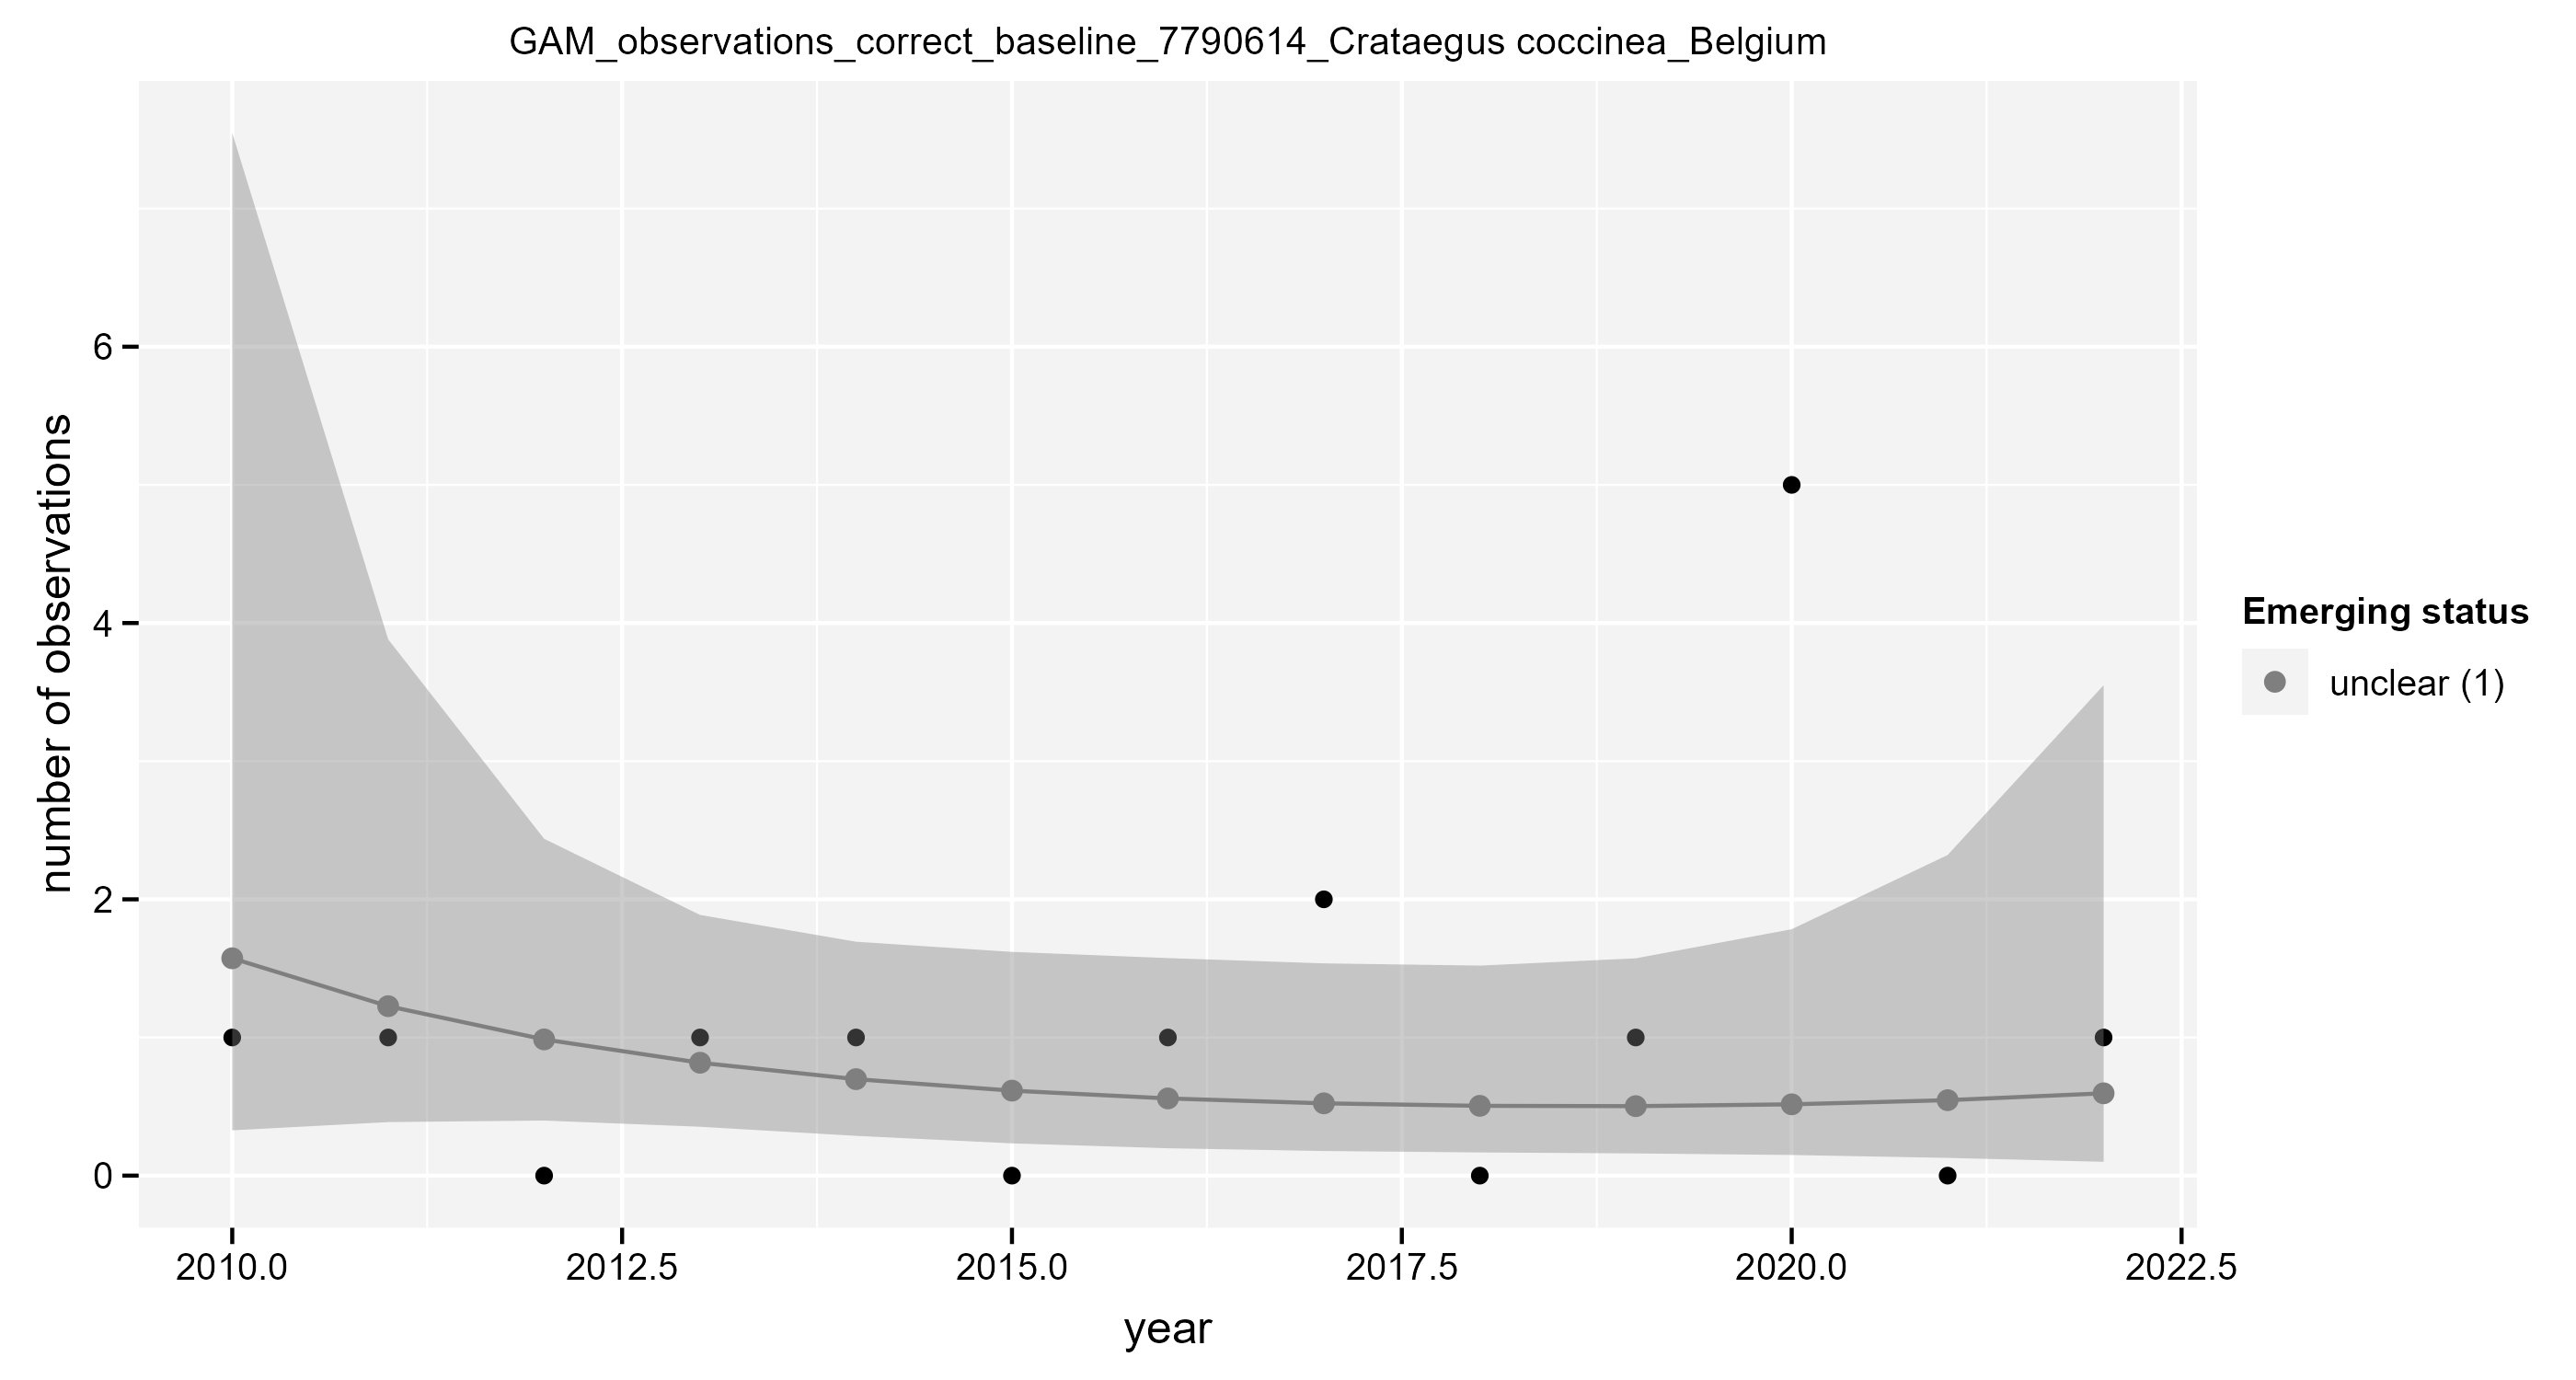 GAM_observations_correct_baseline_7790614_Crataegus coccinea_Belgium
number of observations
6
4
2
0
2010.0 2012.5 2015.0 2017.5 2020.0 2022.5
year
Emerging status
unclear (1)